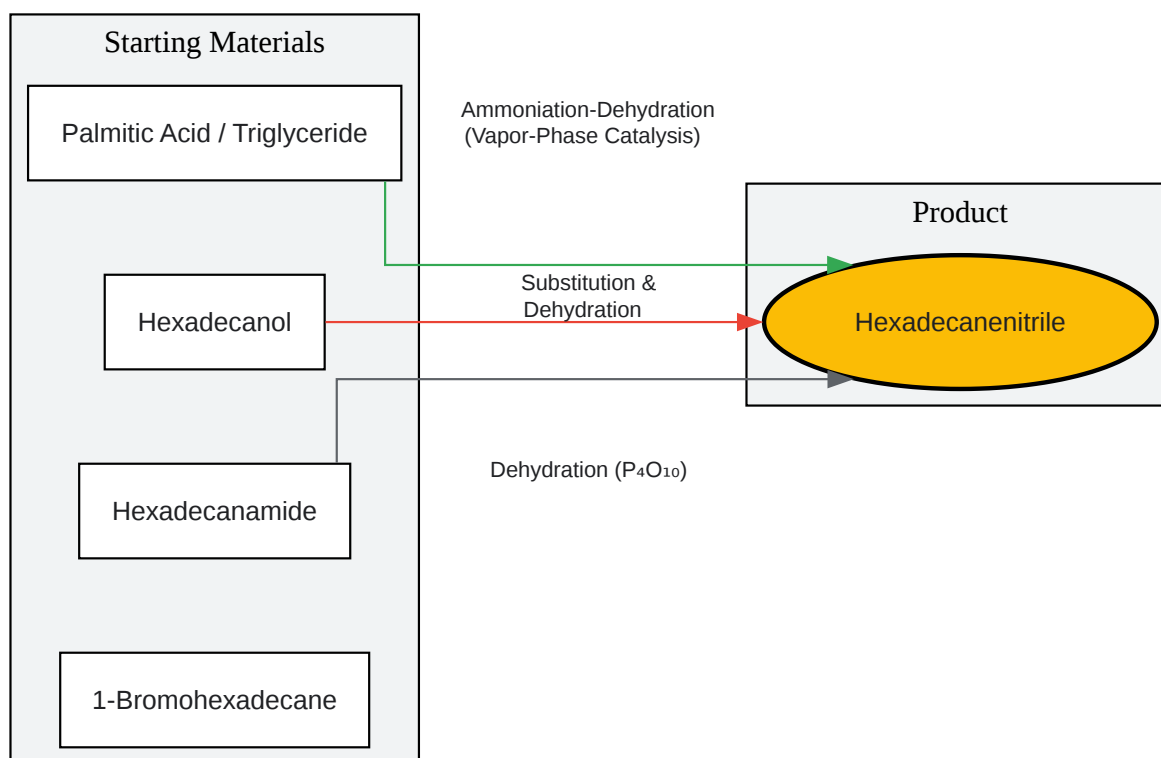 Starting Materials
Palmitic Acid / Triglyceride
Ammoniation-Dehydration
(Vapor-Phase Catalysis)
Product
Hexadecanol
Substitution &
Dehydration
Hexadecanenitrile
Hexadecanamide
Dehydration (P₄O₁₀)
1-Bromohexadecane